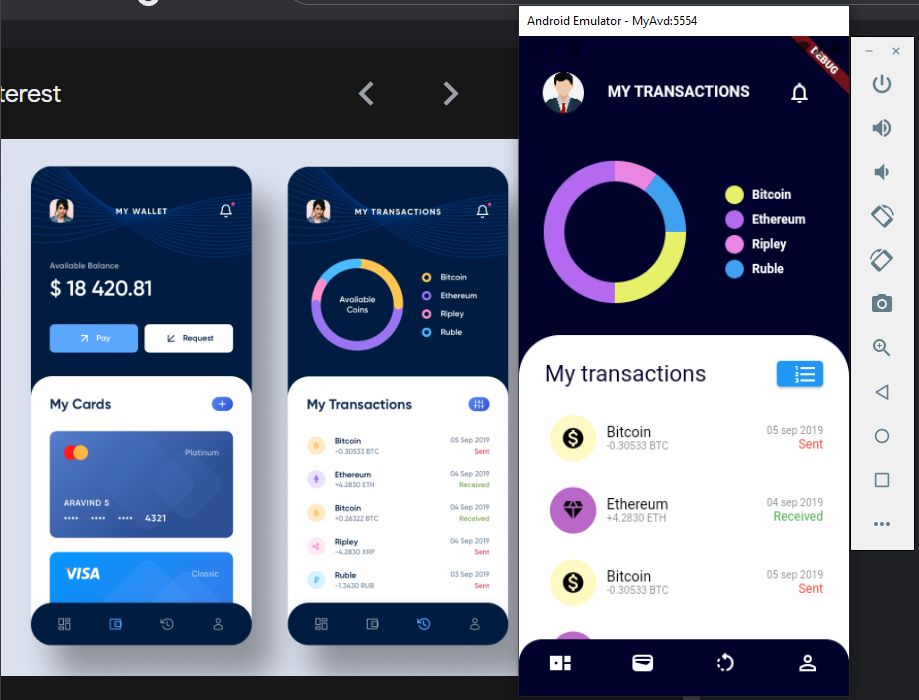 terest
MY WALLET
Available Balance
$ 18 420.81
Pay
Request
My Cards
+
Platinum
ARAVIND S
•••• •••• •••• 4321
VISA
Classic
MY TRANSACTIONS
Available
Coins
Bitcoin
Ethereum
Ripley
Ruble
My Transactions
Bitcoin 05 Sep 2019
-0.30533 BTC Sent
Ethereum 04 Sep 2019
+4.2830 ETH Received
Bitcoin 04 Sep 2019
+0.26322 BTC Received
Ripley 04 Sep 2019
-4.2830 XRP Sent
Ruble 03 Sep 2019
-1.3430 RUB Sent
Android Emulator - MyAvd:5554
DEBUG
MY TRANSACTIONS
Bitcoin
Ethereum
Ripley
Ruble
My transactions
Bitcoin 05 sep 2019
-0.30533 BTC Sent
Ethereum 04 sep 2019
+4.2830 ETH Received
Bitcoin 05 sep 2019
-0.30533 BTC Sent